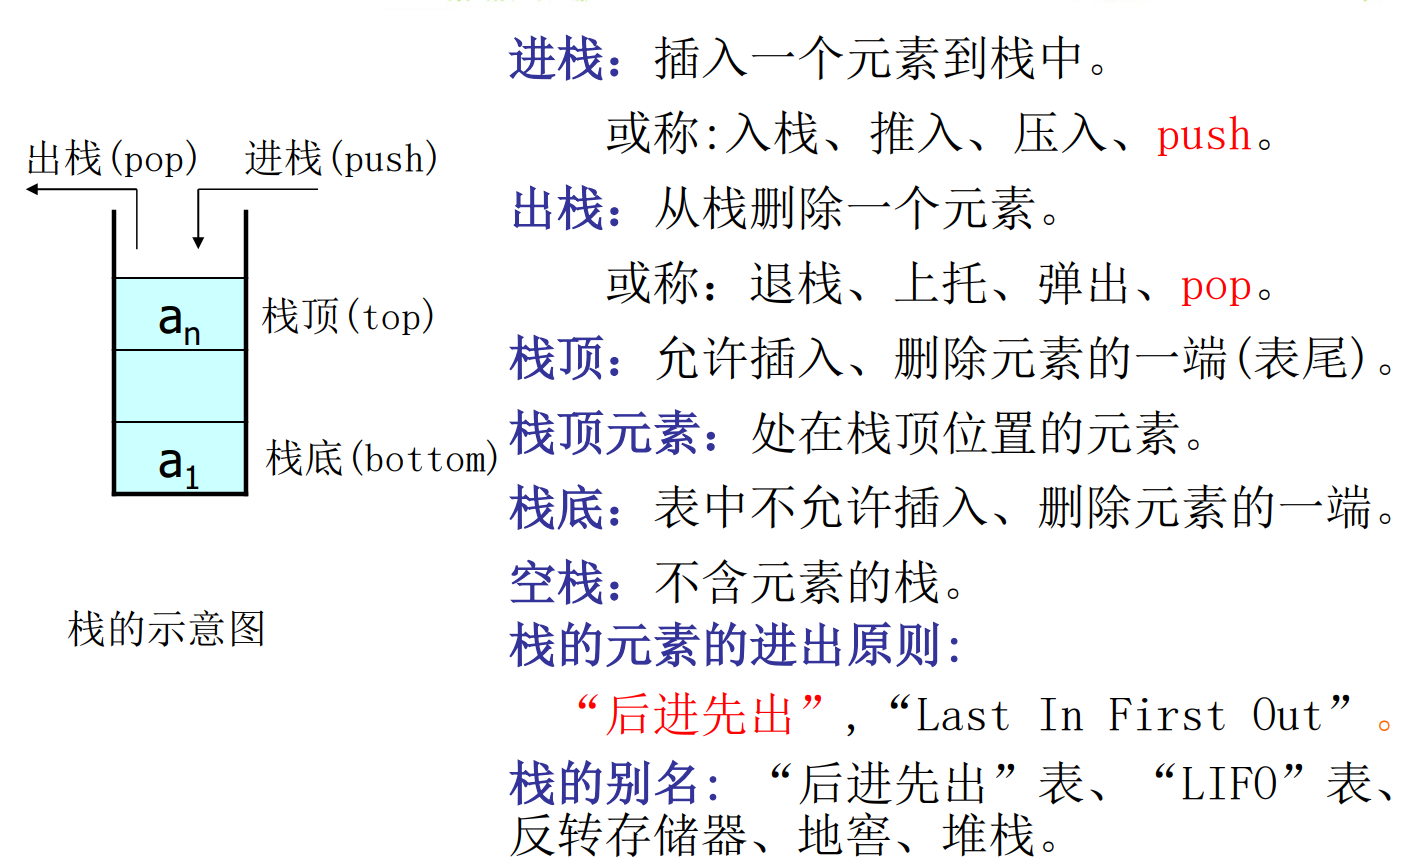 出栈(pop) 进栈(push)
an
栈顶(top)
a1
栈底(bottom)
栈的示意图
进栈：插入一个元素到栈中。
或称:入栈、推入、压入、push。
出栈：从栈删除一个元素。
或称：退栈、上托、弹出、pop。
栈顶：允许插入、删除元素的一端(表尾)。
栈顶元素：处在栈顶位置的元素。
栈底：表中不允许插入、删除元素的一端。
空栈：不含元素的栈。
栈的元素的进出原则:
“后进先出”,“Last In First Out”。
栈的别名:“后进先出”表、“LIFO”表、
反转存储器、地窖、堆栈。